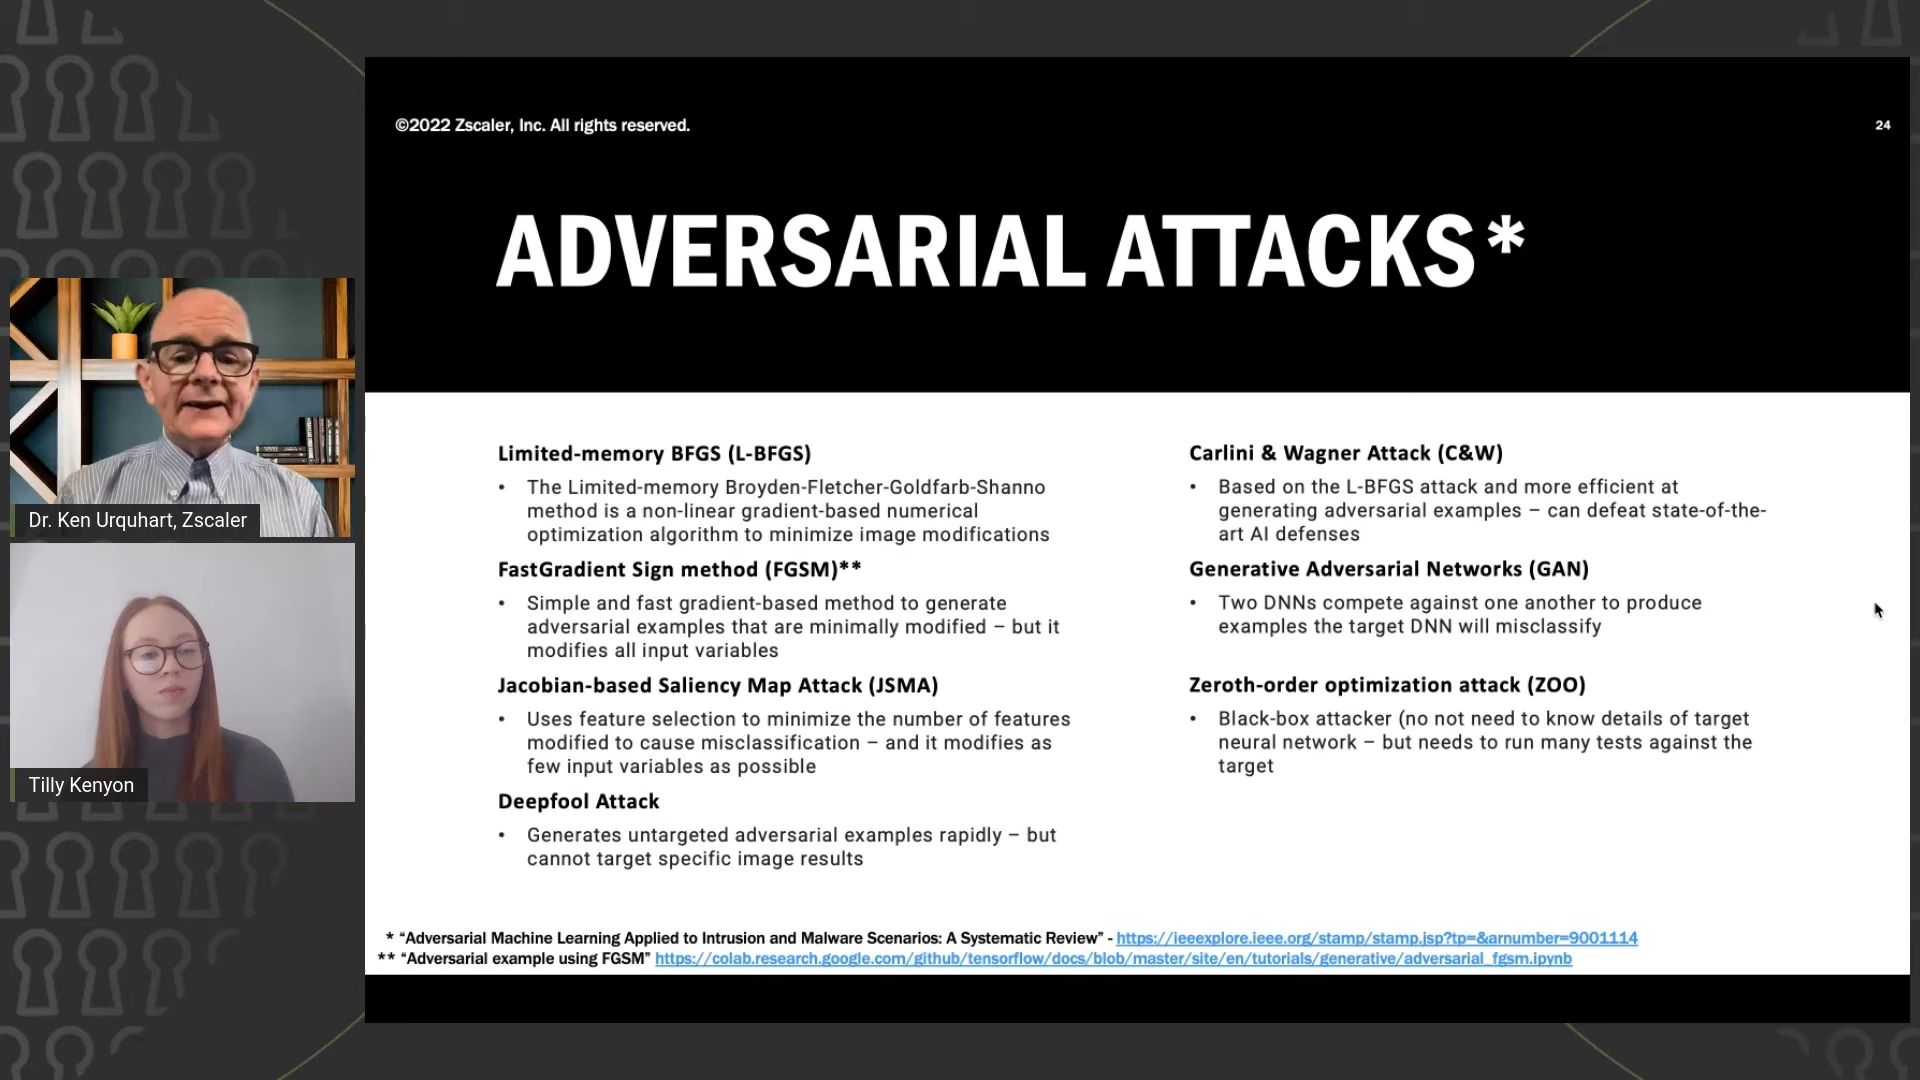 ©2022 Zscaler, Inc. All rights reserved.
24
ADVERSARIAL ATTACKS*
Limited-memory BFGS (L-BFGS)
• The Limited-memory Broyden-Fletcher-Goldfarb-Shanno
method is a non-linear gradient-based numerical
optimization algorithm to minimize image modifications
FastGradient Sign method (FGSM)**
• Simple and fast gradient-based method to generate
adversarial examples that are minimally modified – but it
modifies all input variables
Jacobian-based Saliency Map Attack (JSMA)
• Uses feature selection to minimize the number of features
modified to cause misclassification – and it modifies as
few input variables as possible
Deepfool Attack
• Generates untargeted adversarial examples rapidly – but
cannot target specific image results
Carlini & Wagner Attack (C&W)
• Based on the L-BFGS attack and more efficient at
generating adversarial examples – can defeat state-of-the-
art AI defenses
Generative Adversarial Networks (GAN)
• Two DNNs compete against one another to produce
examples the target DNN will misclassify
Zeroth-order optimization attack (ZOO)
• Black-box attacker (no not need to know details of target
neural network – but needs to run many tests against the
target
* “Adversarial Machine Learning Applied to Intrusion and Malware Scenarios: A Systematic Review” - https://ieeexplore.ieee.org/stamp/stamp.jsp?tp=&arnumber=9001114
** “Adversarial example using FGSM” https://colab.research.google.com/github/tensorflow/docs/blob/master/site/en/tutorials/generative/adversarial_fgsm.ipynb
Dr. Ken Urquhart, Zscaler
Tilly Kenyon